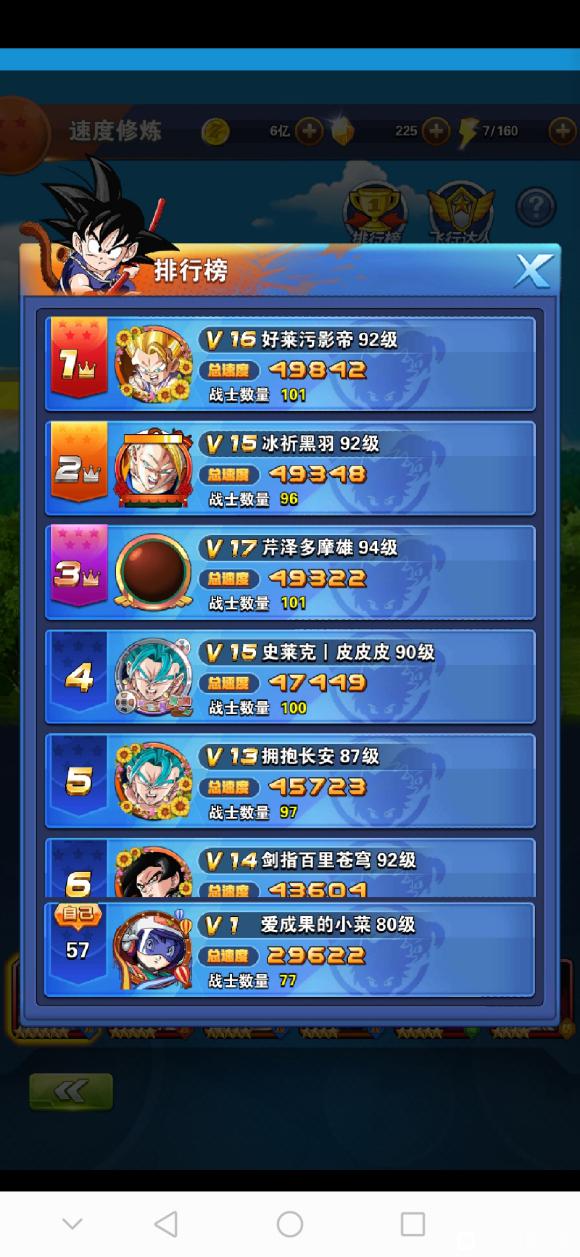 速度修炼
6亿
225
7/160
排行榜
飞行达人
?
排行榜
1
V 16 好莱污影帝 92级
总速度 49842
战士数量 101
2
V 15 冰祈黑羽 92级
总速度 49348
战士数量 96
3
V 17 芹泽多摩雄 94级
总速度 49322
战士数量 101
4
V 15 史莱克丨皮皮皮 90级
总速度 47449
战士数量 100
5
V 13 拥抱长安 87级
总速度 45723
战士数量 97
6
V 14 剑指百里苍穹 92级
总速度 43604
自己
57
V 1 爱成果的小菜 80级
总速度 29622
战士数量 77